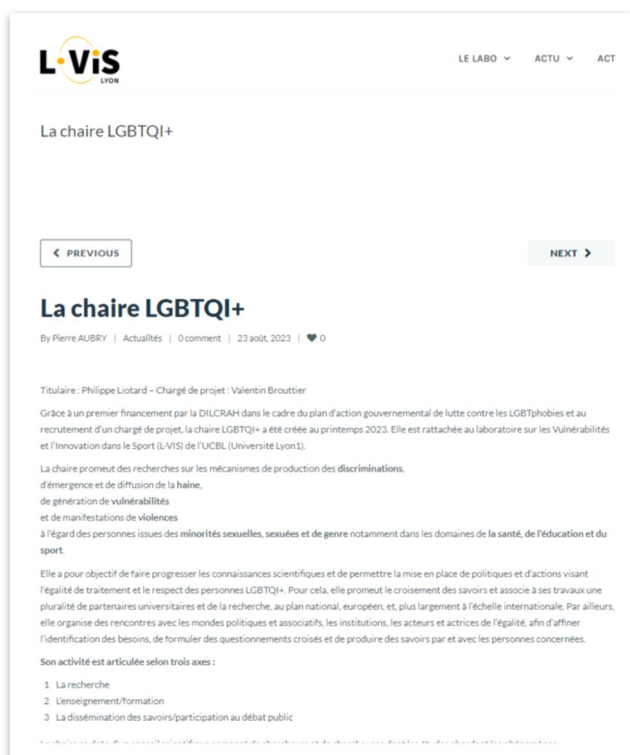 L·ViS
LYON
LE LABO
ACTU
ACT
La chaire LGBTQI+
PREVIOUS
NEXT
La chaire LGBTQI+
By Pierre AUBRY | Actualités | 0 comment | 23 août, 2023 | 0
Titulaire : Philippe Liotard – Chargé de projet : Valentin Brouttier
Grâce à un premier financement par la DILCRAH dans le cadre du plan d'action gouvernemental de lutte contre les LGBTphobies et au
recrutement d'un chargé de projet, la chaire LGBTQI+ a été créée au printemps 2023. Elle est rattachée au laboratoire sur les Vulnérabilités
et l'Innovation dans le Sport (L-VIS) de l'UCBL (Université Lyon1).
La chaire promeut des recherches sur les mécanismes de production des discriminations,
d'émergence et de diffusion de la haine,
de génération de vulnérabilités
et de manifestations de violences
à l'égard des personnes issues des minorités sexuelles, sexuées et de genre notamment dans les domaines de la santé, de l'éducation et du
sport.
Elle a pour objectif de faire progresser les connaissances scientifiques et de permettre la mise en place de politiques et d'actions visant
l'égalité de traitement et le respect des personnes LGBTQI+. Pour cela, elle promeut le croisement des savoirs et associe à ses travaux une
pluralité de partenaires universitaires et de la recherche, au plan national, européen, et, plus largement à l'échelle internationale. Par ailleurs,
elle organise des rencontres avec les mondes politiques et associatifs, les institutions, les acteurs et actrices de l'égalité, afin d'affiner
l'identification des besoins, de formuler des questionnements croisés et de produire des savoirs par et avec les personnes concernées.
Son activité est articulée selon trois axes :
1 La recherche
2 L'enseignement/formation
3 La dissémination des savoirs/participation au débat public